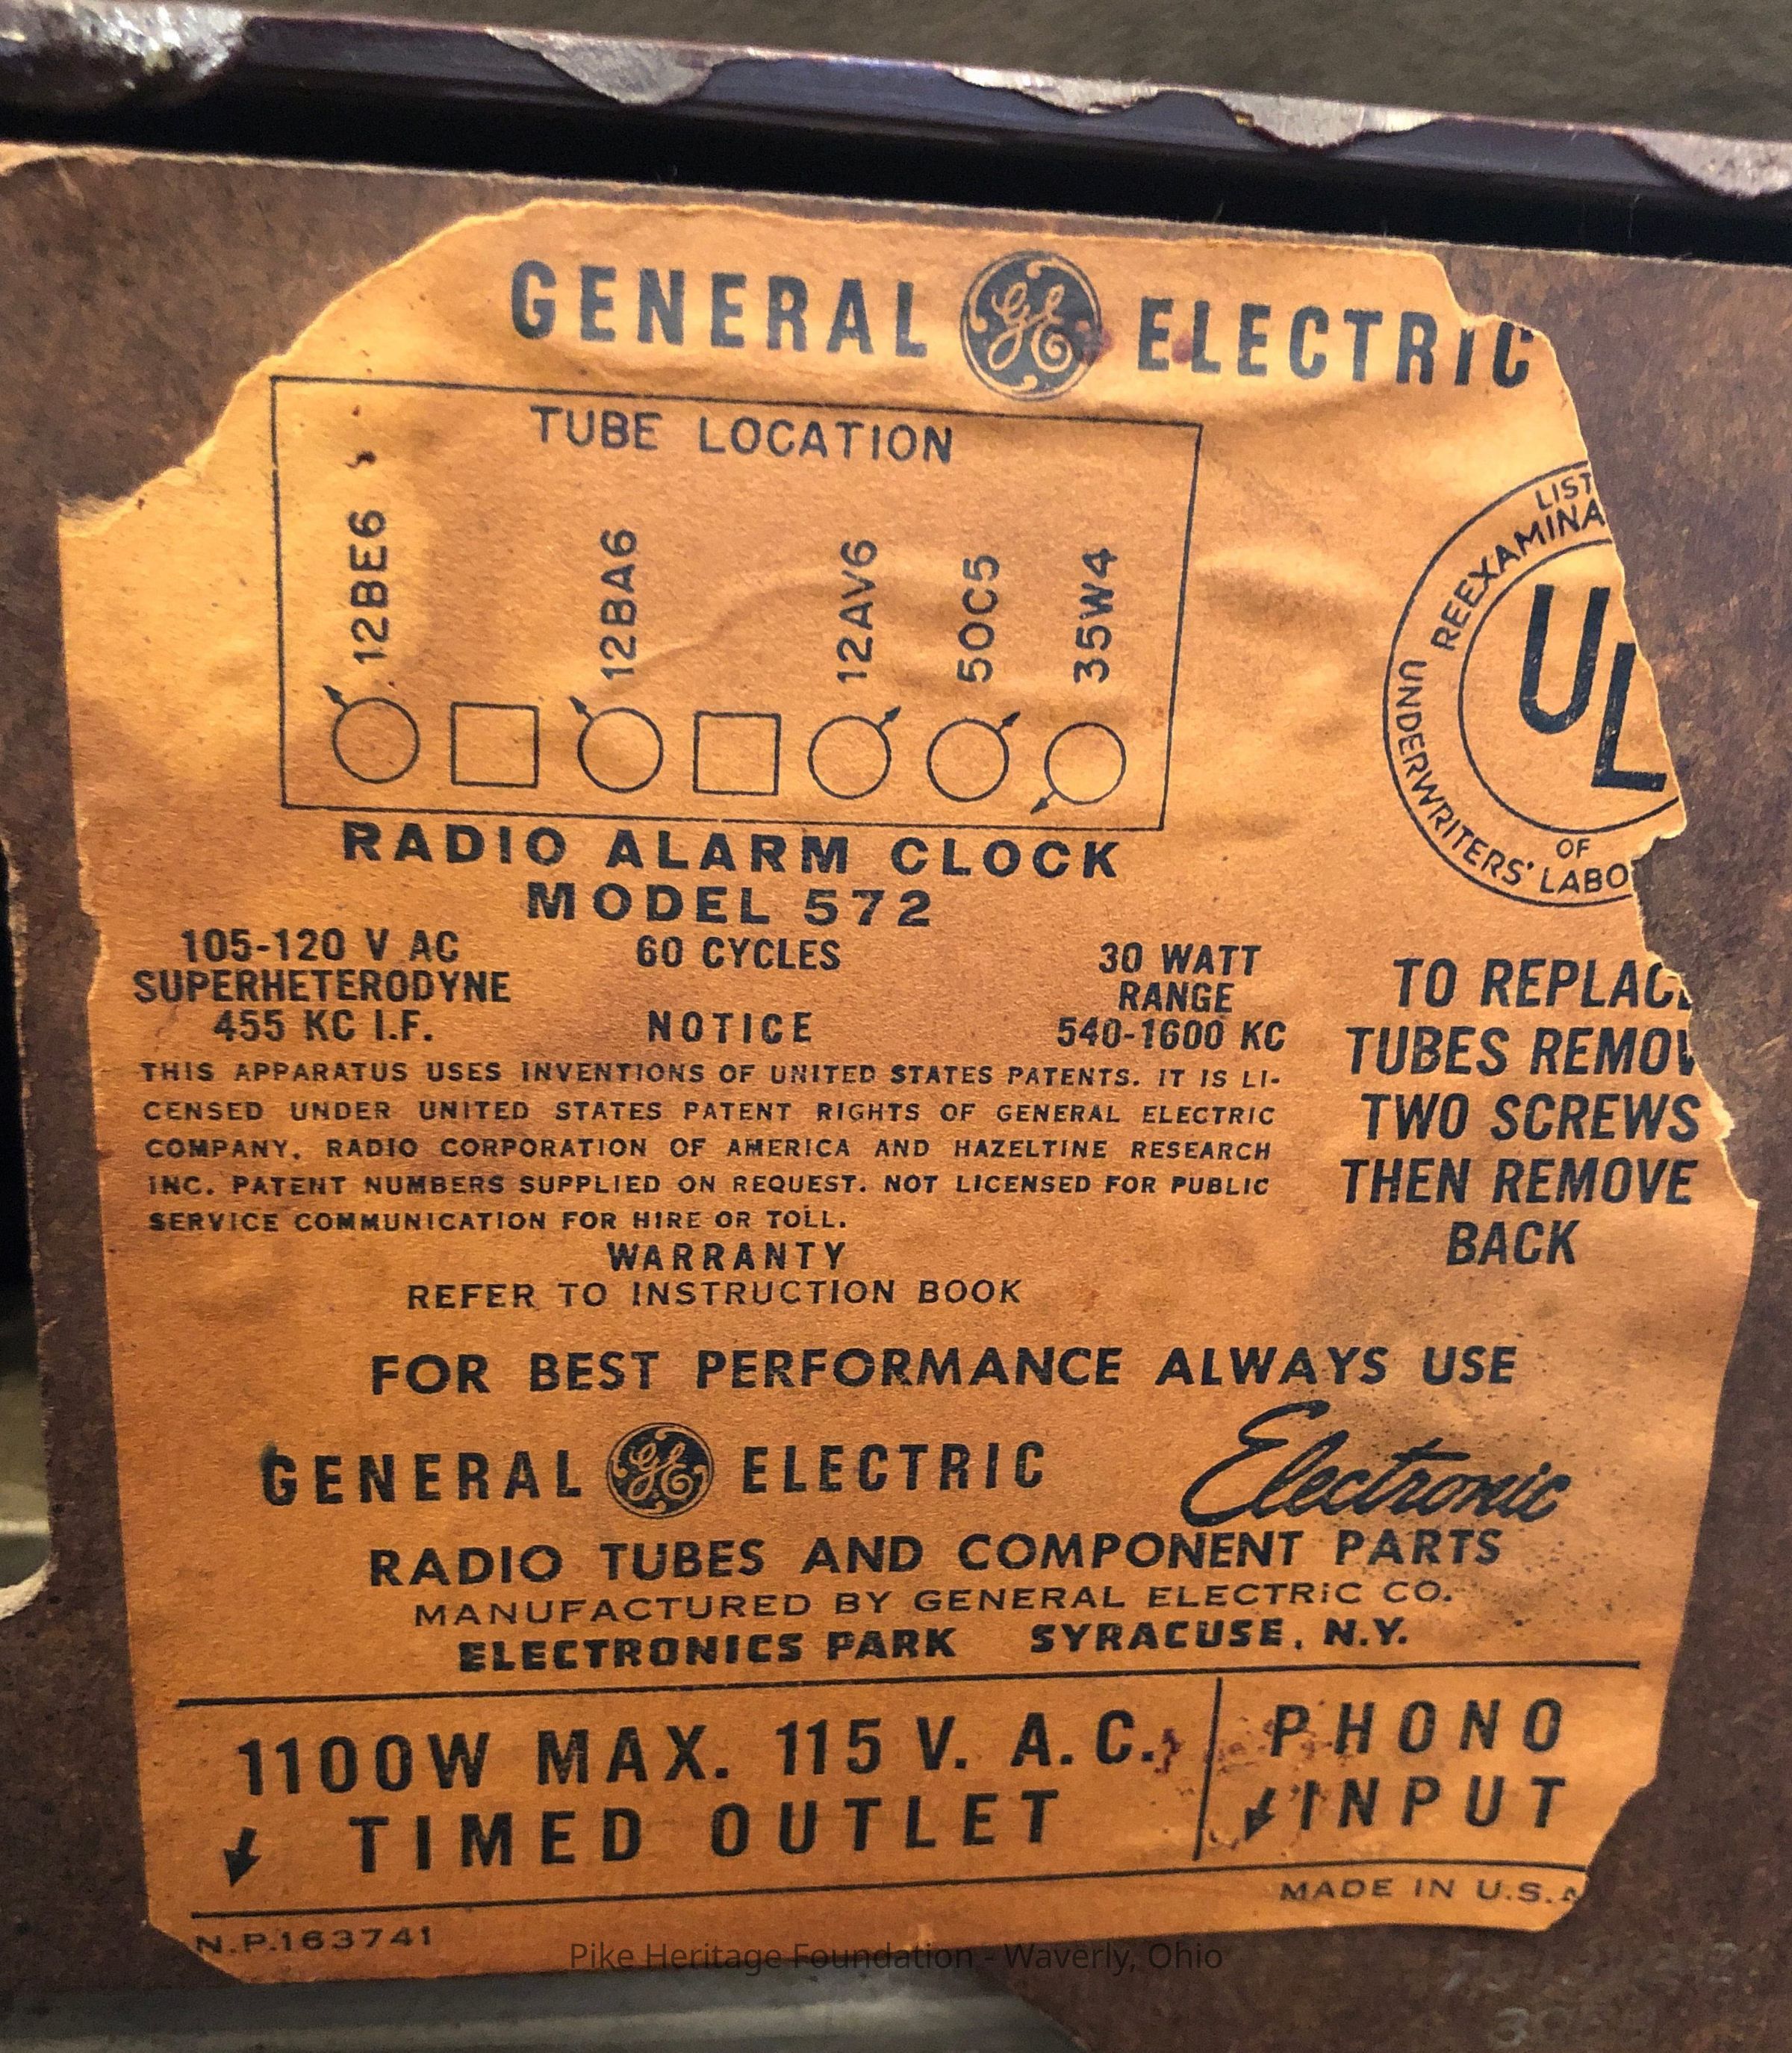 GENERAL GE ELECTRIC
TUBE LOCATION
12BE6 12BA6 12AV6 50C5 35W4
LIST
REEXAMINA
UL
OF
UNDERWRITERS' LABO
RADIO ALARM CLOCK
MODEL 572
105-120 V AC 60 CYCLES 30 WATT
SUPERHETERODYNE RANGE
455 KC I.F. NOTICE 540-1600 KC
THIS APPARATUS USES INVENTIONS OF UNITED STATES PATENTS. IT IS LI-
CENSED UNDER UNITED STATES PATENT RIGHTS OF GENERAL ELECTRIC
COMPANY, RADIO CORPORATION OF AMERICA AND HAZELTINE RESEARCH
INC. PATENT NUMBERS SUPPLIED ON REQUEST. NOT LICENSED FOR PUBLIC
SERVICE COMMUNICATION FOR HIRE OR TOLL.
WARRANTY
REFER TO INSTRUCTION BOOK
TO REPLAC
TUBES REMOV
TWO SCREWS
THEN REMOVE
BACK
FOR BEST PERFORMANCE ALWAYS USE
GENERAL GE ELECTRIC Electronic
RADIO TUBES AND COMPONENT PARTS
MANUFACTURED BY GENERAL ELECTRIC CO.
ELECTRONICS PARK SYRACUSE, N.Y.
1100W MAX. 115 V. A.C.
TIMED OUTLET
PHONO
INPUT
MADE IN U.S.A
N.P.163741
Pike Heritage Foundation - Waverly, Ohio